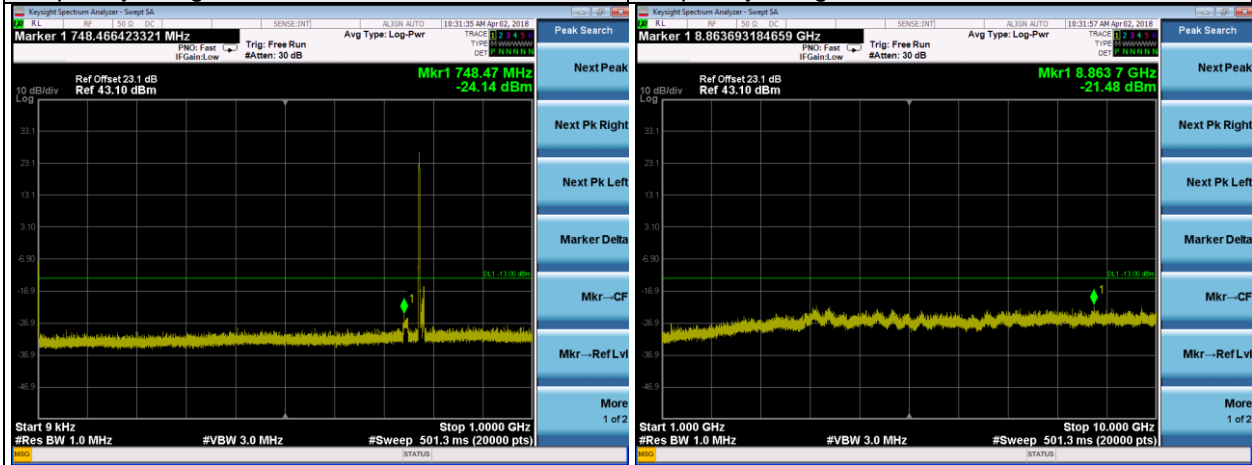 Keysight Spectrum Analyzer - Swept SA
RL RF 50 Ω DC SENSE:INT ALIGN AUTO 10:31:35 AM Apr 02, 2018
Marker 1 748.466423321 MHz
PNO: Fast
IFGain:Low
Trig: Free Run
#Atten: 30 dB
Avg Type: Log-Pwr
TRACE 1 2 3 4 5 6
TYPE M WWWWW
DET P N N N N N
Mkr1 748.47 MHz
-24.14 dBm
Ref Offset 23.1 dB
Ref 43.10 dBm
10 dB/div
Log
33.1
23.1
13.1
3.10
-6.90
-16.9
-26.9
-36.9
-46.9
DL1 -13.00 dBm
1
Start 9 kHz
Stop 1.0000 GHz
#Res BW 1.0 MHz
#VBW 3.0 MHz
#Sweep 501.3 ms (20000 pts)
MSG
STATUS
Peak Search
Next Peak
Next Pk Right
Next Pk Left
Marker Delta
Mkr→CF
Mkr→Ref Lvl
More
1 of 2
Keysight Spectrum Analyzer - Swept SA
RL RF 50 Ω DC SENSE:INT ALIGN AUTO 10:31:57 AM Apr 02, 2018
Marker 1 8.863693184659 GHz
PNO: Fast
IFGain:Low
Trig: Free Run
#Atten: 30 dB
Avg Type: Log-Pwr
TRACE 1 2 3 4 5 6
TYPE M WWWWW
DET P N N N N N
Mkr1 8.863 7 GHz
-21.48 dBm
Ref Offset 23.1 dB
Ref 43.10 dBm
10 dB/div
Log
33.1
23.1
13.1
3.10
-6.90
-16.9
-26.9
-36.9
-46.9
DL1 -13.00 dBm
1
Start 1.000 GHz
Stop 10.000 GHz
#Res BW 1.0 MHz
#VBW 3.0 MHz
#Sweep 501.3 ms (20000 pts)
MSG
STATUS
Peak Search
Next Peak
Next Pk Right
Next Pk Left
Marker Delta
Mkr→CF
Mkr→Ref Lvl
More
1 of 2